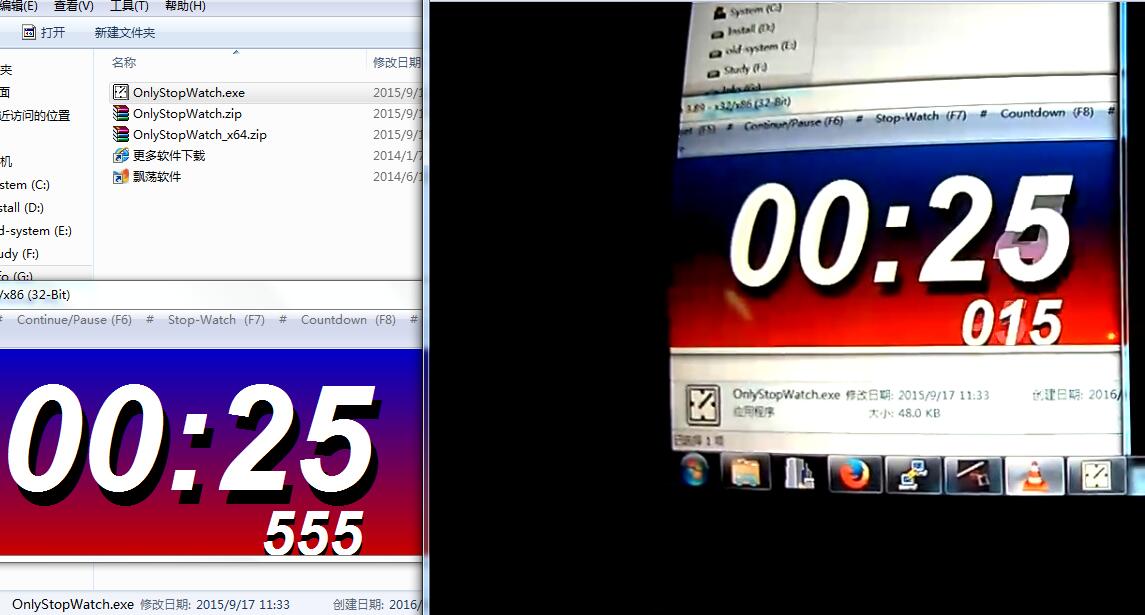 编辑(E) 查看(V) 工具(T) 帮助(H)
打开 新建文件夹
名称 修改日期
夹
面
近访问的位置
机
stem (C:)
stall (D:)
d-system (E:)
udy (F:)
fo (G:)
OnlyStopWatch.exe 2015/9/1
OnlyStopWatch.zip 2015/9/1
OnlyStopWatch_x64.zip 2015/9/1
更多软件下载 2014/1/7
飘荡软件 2014/6/1
/x86 (32-Bit)
# Continue/Pause (F6) # Stop-Watch (F7) # Countdown (F8) #
00:25
555
OnlyStopWatch.exe 修改日期: 2015/9/17 11:33 创建日期: 2016/
System (C:)
Install (D:)
old-system (E:)
Study (F:)
Info (G:)
3.89 - x32/x86 (32-Bit)
(F5) # Continue/Pause (F6) # Stop-Watch (F7) # Countdown (F8) #
00:25
015
OnlyStopWatch.exe 修改日期: 2015/9/17 11:33 创建日期: 2016/
应用程序 大小: 48.0 KB
已选择 1 项